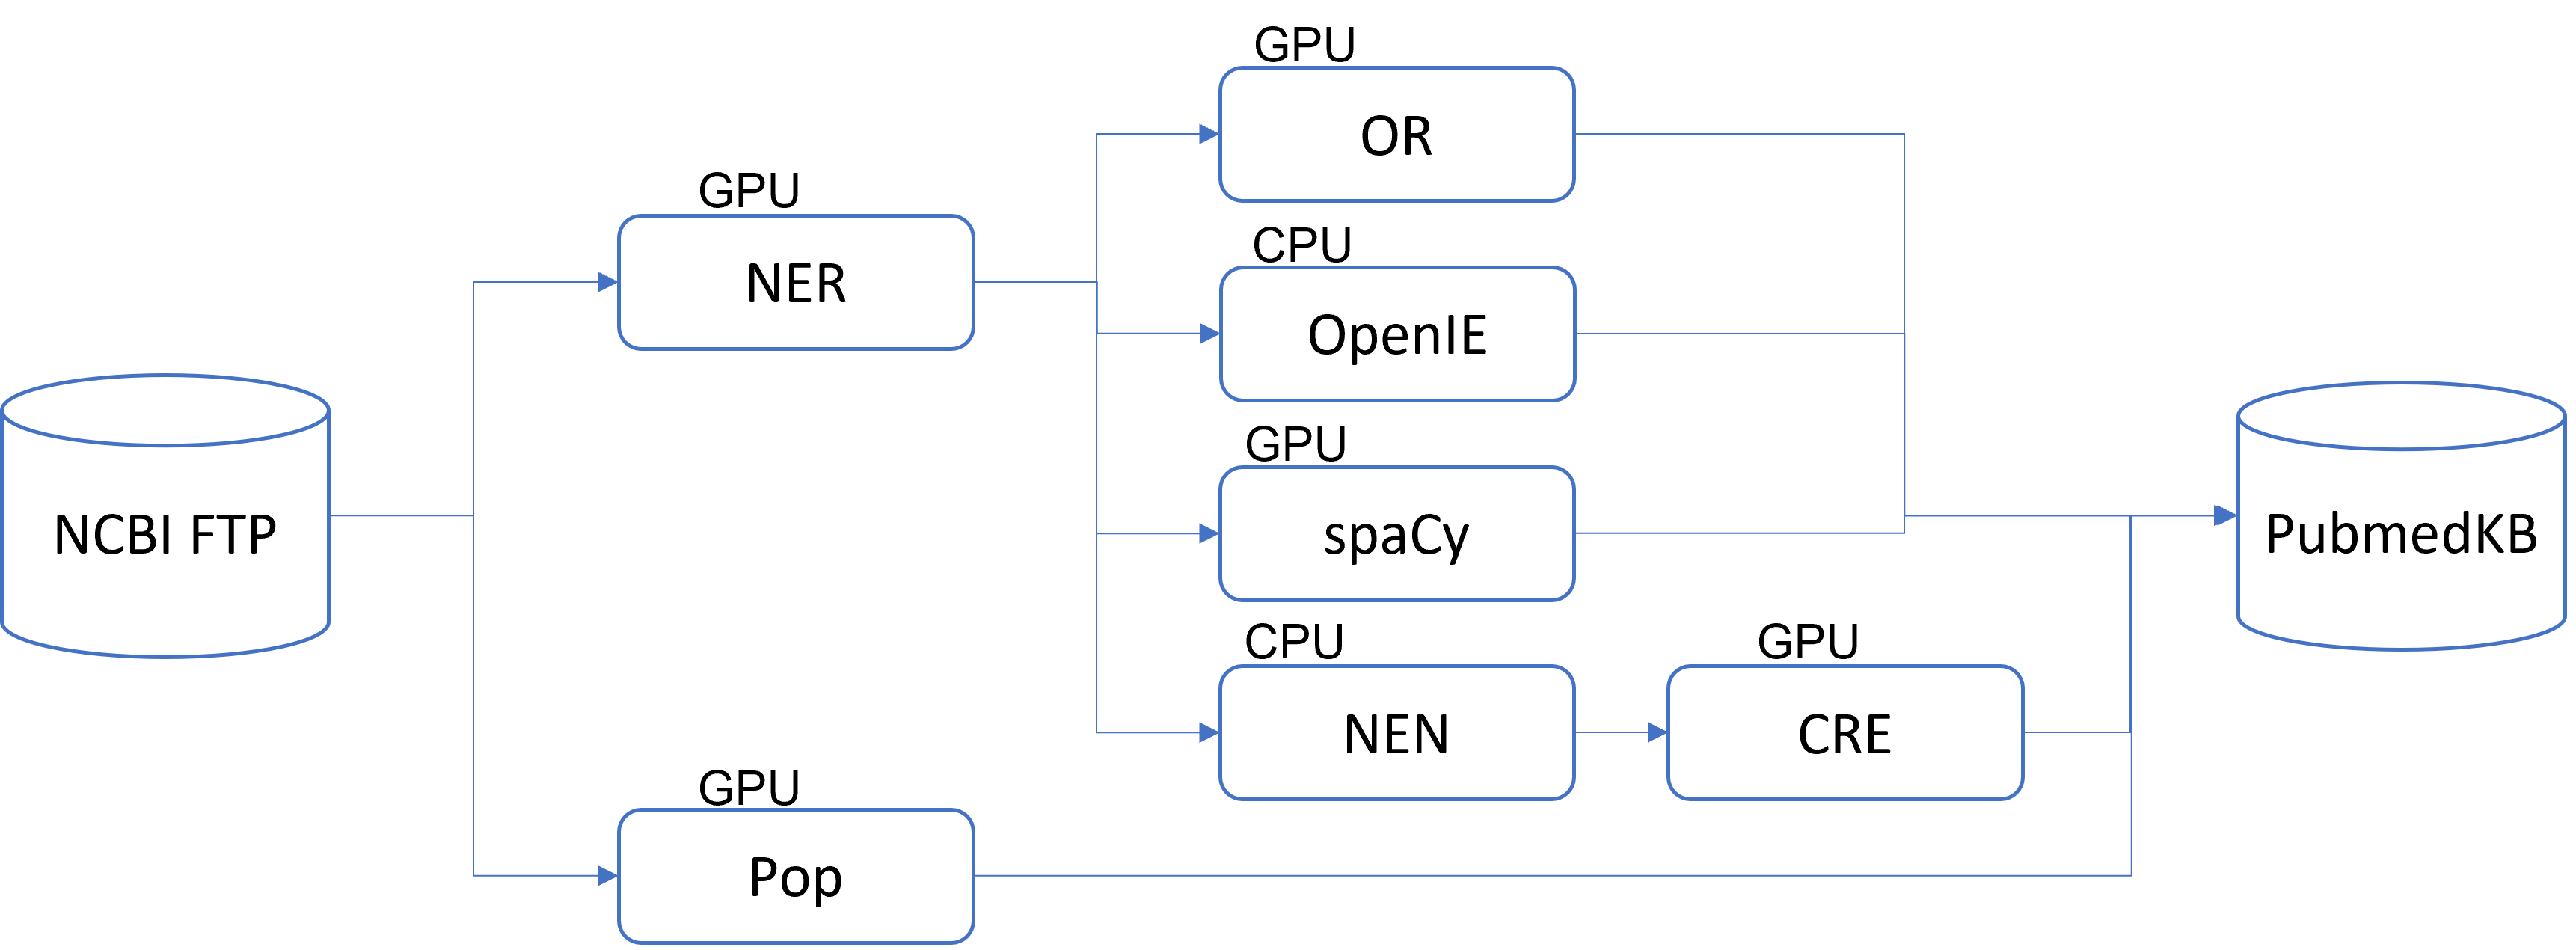 GPU
OR
GPU
NER
CPU
OpenIE
GPU
spaCy
NCBI FTP
PubmedKB
CPU
NEN
GPU
CRE
GPU
Pop